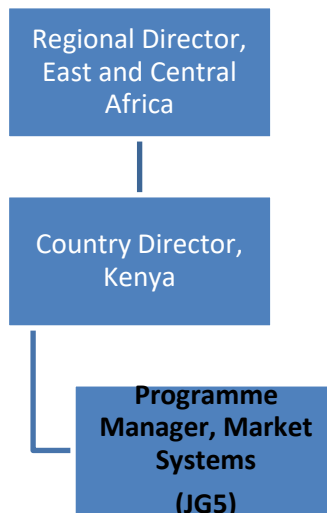 Regional Director,
East and Central
Africa
Country Director,
Kenya
Programme
Manager, Market
Systems
(JG5)